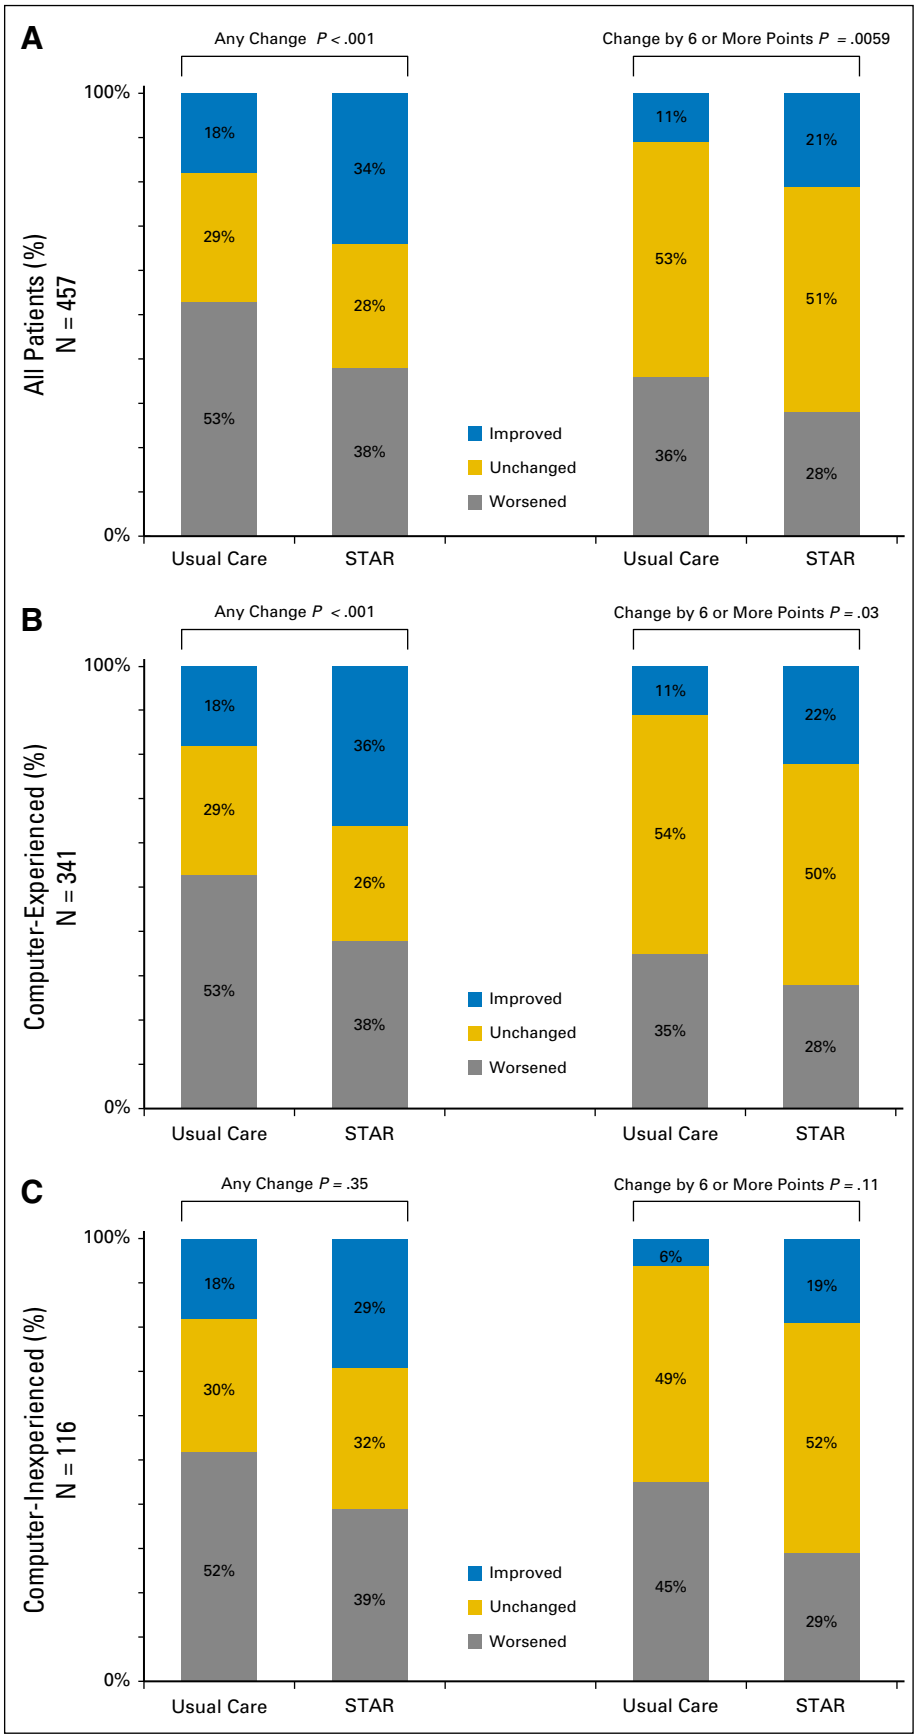 A
Any Change P < .001
Change by 6 or More Points P = .0059
All Patients (%)
N = 457
100%
0%
18%
29%
53%
34%
28%
38%
11%
53%
36%
21%
51%
28%
Improved
Unchanged
Worsened
Usual Care
STAR
Usual Care
STAR
B
Any Change P < .001
Change by 6 or More Points P = .03
Computer-Experienced (%)
N = 341
100%
0%
18%
29%
53%
36%
26%
38%
11%
54%
35%
22%
50%
28%
Improved
Unchanged
Worsened
Usual Care
STAR
Usual Care
STAR
C
Any Change P = .35
Change by 6 or More Points P = .11
Computer-Inexperienced (%)
N = 116
100%
0%
18%
30%
52%
29%
32%
39%
6%
49%
45%
19%
52%
29%
Improved
Unchanged
Worsened
Usual Care
STAR
Usual Care
STAR